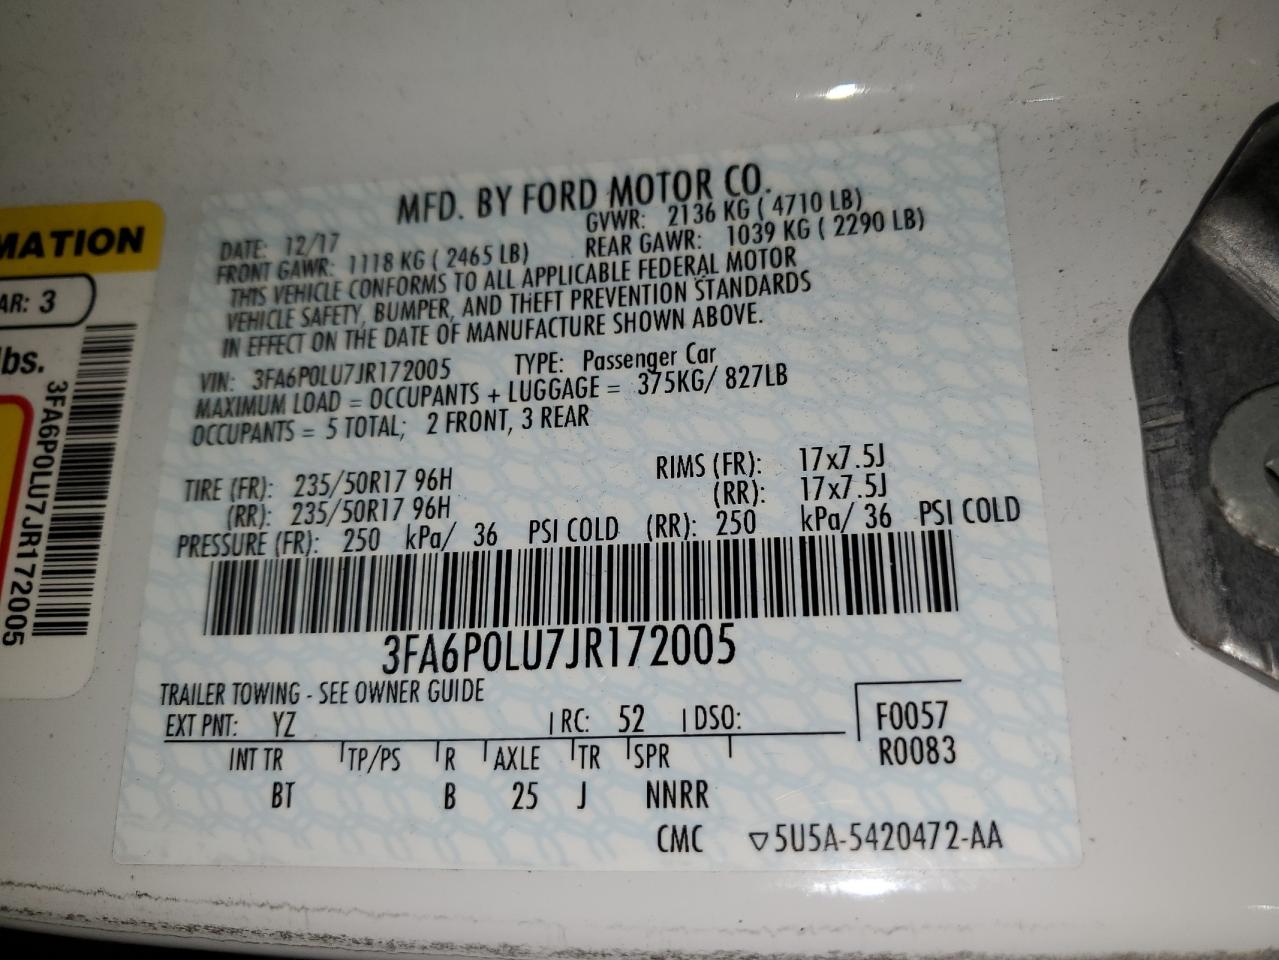 MATION
AR: 3
lbs.
3FA6P0LU7JR172005
MFD. BY FORD MOTOR CO.
DATE: 12/17 GVWR: 2136 KG ( 4710 LB)
FRONT GAWR: 1118 KG ( 2465 LB) REAR GAWR: 1039 KG ( 2290 LB)
THIS VEHICLE CONFORMS TO ALL APPLICABLE FEDERAL MOTOR
VEHICLE SAFETY, BUMPER, AND THEFT PREVENTION STANDARDS
IN EFFECT ON THE DATE OF MANUFACTURE SHOWN ABOVE.
VIN: 3FA6P0LU7JR172005 TYPE: Passenger Car
MAXIMUM LOAD = OCCUPANTS + LUGGAGE = 375KG/ 827LB
OCCUPANTS = 5 TOTAL; 2 FRONT, 3 REAR
TIRE (FR): 235/50R17 96H RIMS (FR): 17x7.5J
(RR): 235/50R17 96H (RR): 17x7.5J
PRESSURE (FR): 250 kPa/ 36 PSI COLD (RR): 250 kPa/ 36 PSI COLD
3FA6P0LU7JR172005
TRAILER TOWING - SEE OWNER GUIDE
EXT PNT: YZ RC: 52 DSO: F0057
R0083
INT TR TP/PS R AXLE TR SPR
BT B 25 J NNRR
CMC ▽5U5A-5420472-AA